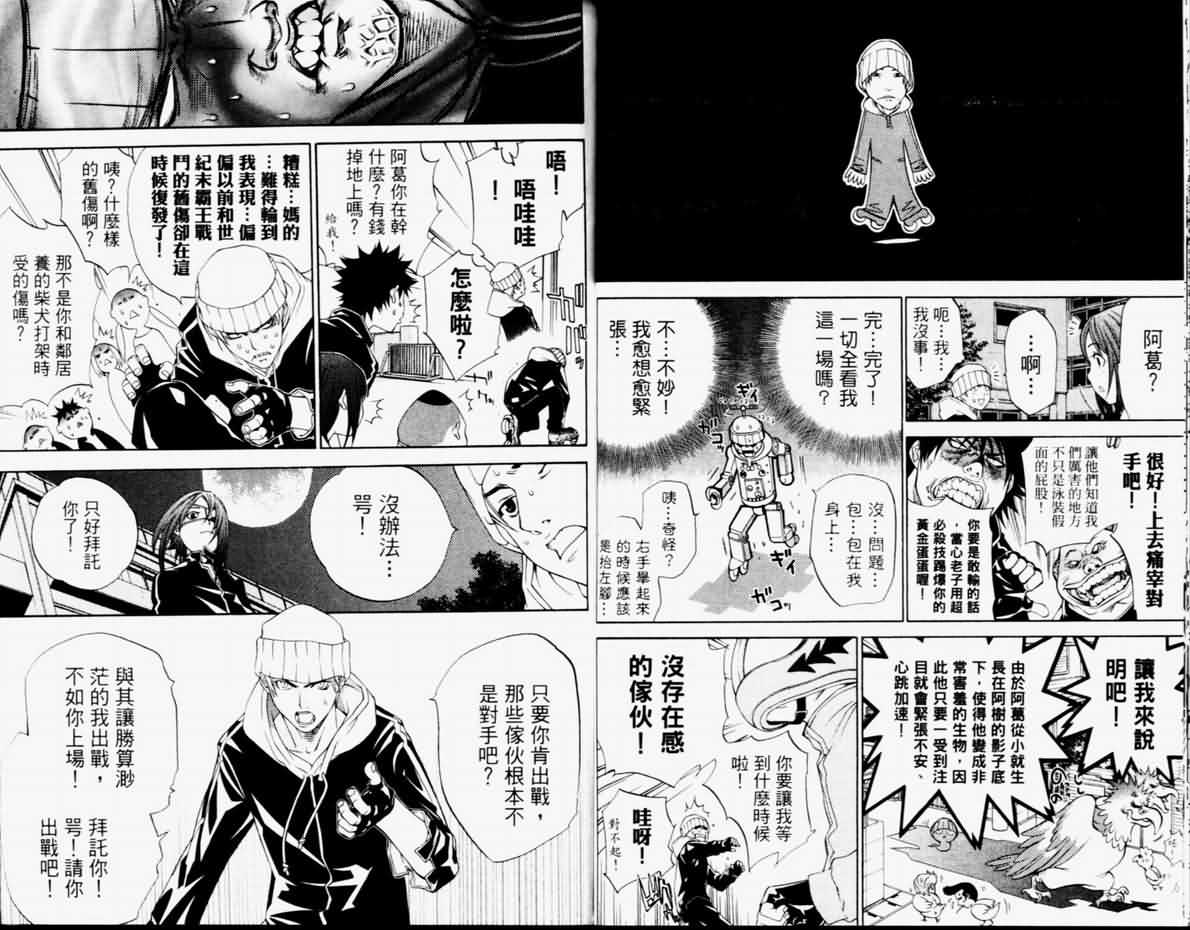 阿葛？
…啊…
呃…我…
我沒事！
很好！上去痛宰對
手吧！
讓他們知道我
們厲害的地方
不只是泳裝假
面的屁股！
你要是敢輸的話
，當心老子用超
必殺技踢爆你的
黃金蛋蛋喔！
完…完了！
一切全看我
這一場嗎？
不…不妙！
我愈想愈緊
張…
ギイ
ギイ
ガコ
ガコッ
ガコッ
沒…問題…
包…包在我
身上…
咦…奇怪？
右手舉起來
的時候應該
是抬左腳…
讓我來說
明吧！
由於阿葛從小就生
長在阿樹的影子底
下，使得他變成非
常害羞的生物，因
此他只要一受到注
目就會緊張不安、
心跳加速！
沒存在感
的傢伙！
你要讓我等
到什麼時候
啦！
哇呀！
對不起！
唔！
唔哇哇
！
阿葛你在幹
什麼？有錢
掉地上嗎？
給我！
怎麼啦？
糟糕…媽的
…難得輪到
我表現…偏
偏以前和世
紀末霸王戰
鬥的舊傷卻在這
時候復發了！
咦？什麼樣
的舊傷啊？
那不是你和鄰居
養的柴犬打架時
受的傷嗎？
沒辦法…
咢！
只好拜託
你了！
只要你肯出戰，
那些傢伙根本不
是對手吧？
與其讓勝算渺
茫的我出戰，
不如你上場！
拜託你！
咢！請你
出戰吧！